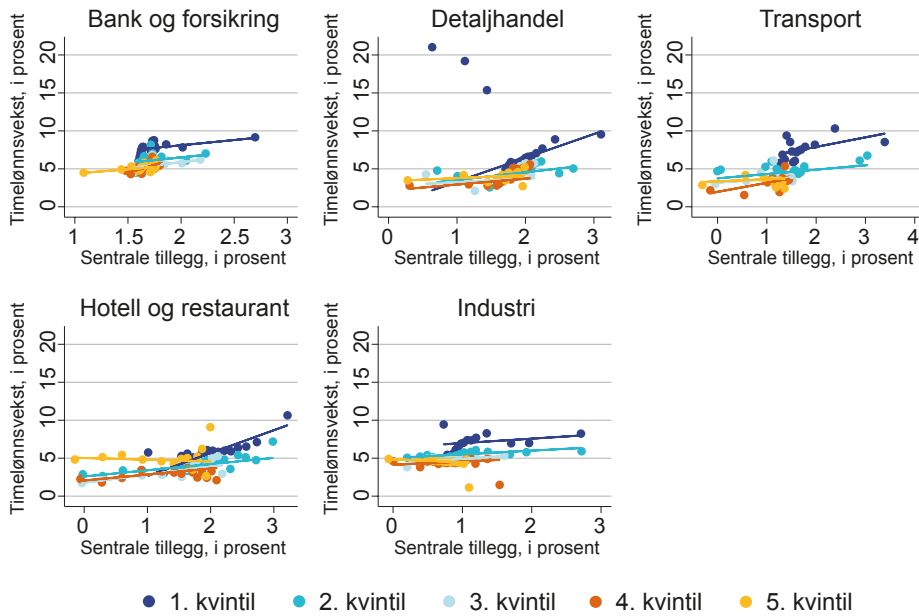 Bank og forsikring
Timelønnsvekst, i prosent
20
15
10
5
0
1 1.5 2 2.5 3
Sentrale tillegg, i prosent
Detaljhandel
Timelønnsvekst, i prosent
20
15
10
5
0
0 1 2 3
Sentrale tillegg, i prosent
Transport
Timelønnsvekst, i prosent
20
15
10
5
0
0 1 2 3 4
Sentrale tillegg, i prosent
Hotell og restaurant
Timelønnsvekst, i prosent
20
15
10
5
0
0 1 2 3
Sentrale tillegg, i prosent
Industri
Timelønnsvekst, i prosent
20
15
10
5
0
0 1 2 3
Sentrale tillegg, i prosent
1. kvintil 2. kvintil 3. kvintil 4. kvintil 5. kvintil